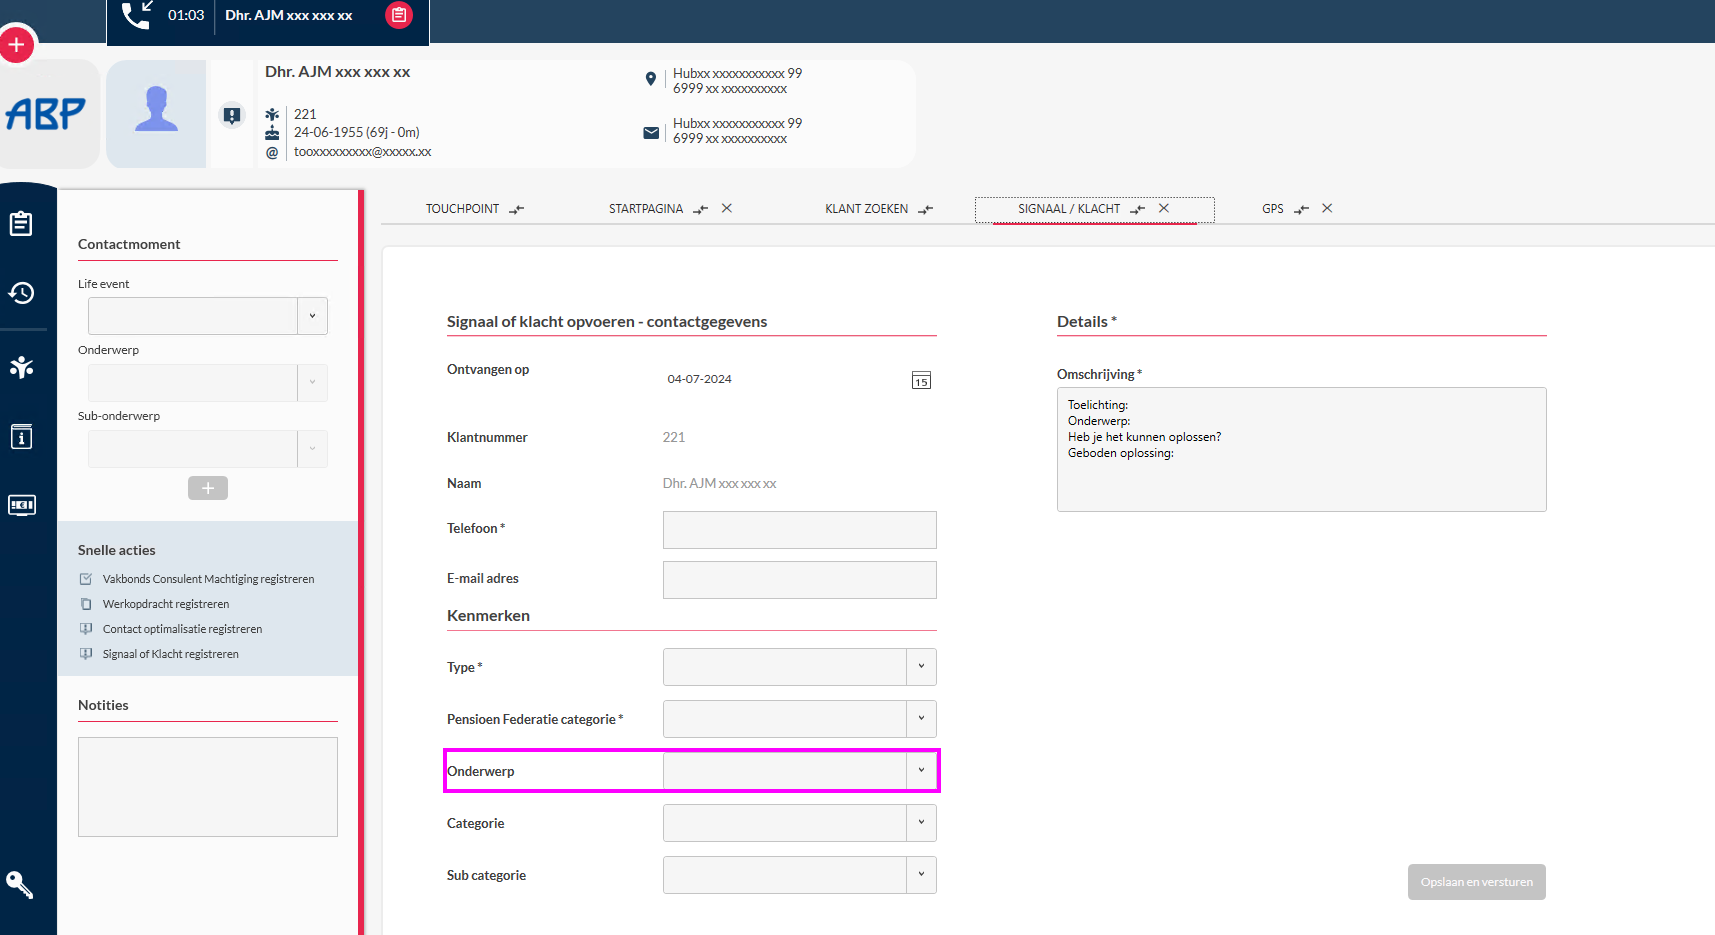 01:03
Dhr. AJM xxx xxx xx
ABP
Dhr. AJM xxx xxx xx
221
24-06-1955 (69j - 0m)
@ tooxxxxxxxxx@xxxxx.xx
Hubxx xxxxxxxxxxx 99
6999 xx xxxxxxxxxx
Hubxx xxxxxxxxxxx 99
6999 xx xxxxxxxxxx
TOUCHPOINT
STARTPAGINA
KLANT ZOEKEN
SIGNAAL / KLACHT
GPS
Contactmoment
Life event
Onderwerp
Sub-onderwerp
Snelle acties
Vakbonds Consulent Machtiging registreren
Werkopdracht registreren
Contact optimalisatie registreren
Signaal of Klacht registreren
Notities
Signaal of klacht opvoeren - contactgegevens
Ontvangen op
04-07-2024
15
Klantnummer
221
Naam
Dhr. AJM xxx xxx xx
Telefoon *
E-mail adres
Kenmerken
Type *
Pensioen Federatie categorie *
Onderwerp
Categorie
Sub categorie
Details *
Omschrijving *
Toelichting:
Onderwerp:
Heb je het kunnen oplossen?
Geboden oplossing:
Opslaan en versturen